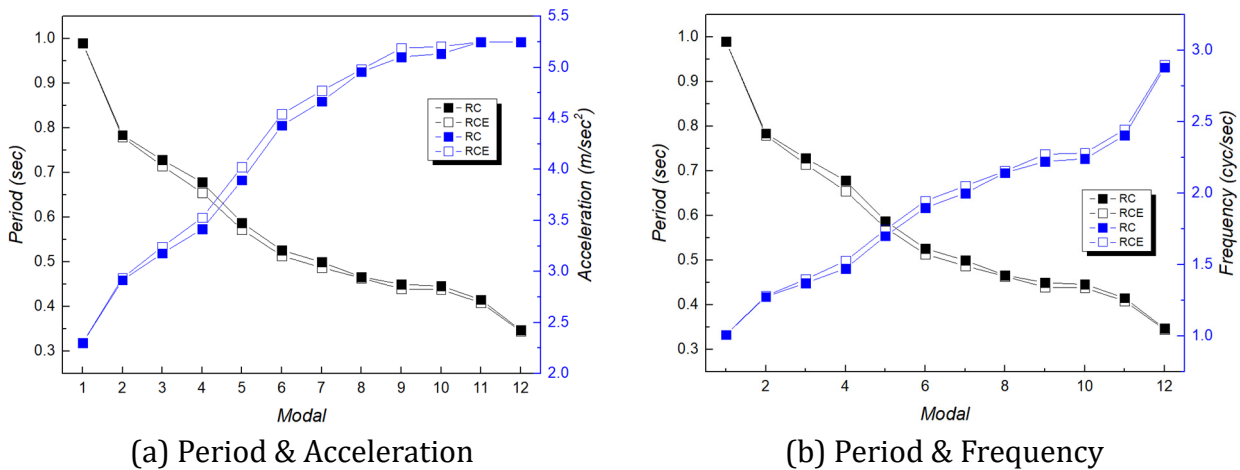 1.0
0.9
0.8
0.7
0.6
0.5
0.4
0.3
Period (sec)
1 2 3 4 5 6 7 8 9 10 11 12
Modal
5.5
5.0
4.5
4.0
3.5
3.0
2.5
2.0
Acceleration (m/sec²)
RC
RCE
RC
RCE
(a) Period & Acceleration
1.0
0.9
0.8
0.7
0.6
0.5
0.4
0.3
Period (sec)
2 4 6 8 10 12
Modal
3.0
2.5
2.0
1.5
1.0
Frequency (cyc/sec)
RC
RCE
RC
RCE
(b) Period & Frequency